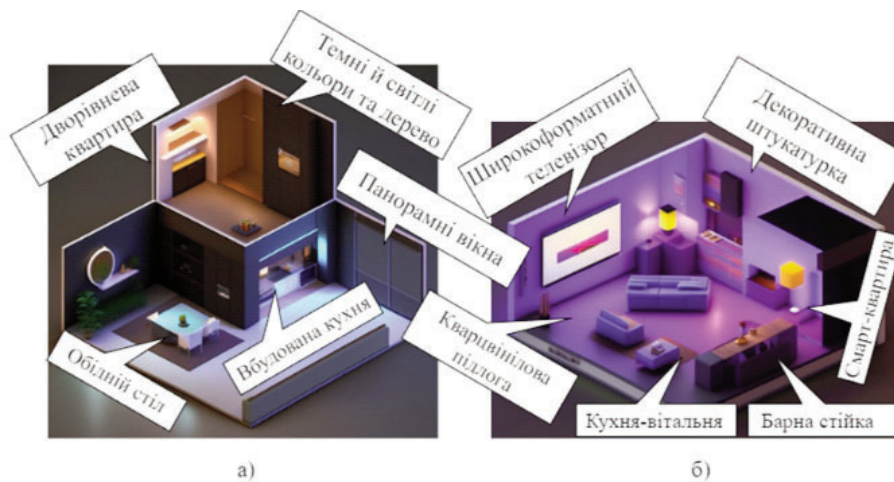 Дворівнева
квартира
Темні й світлі
кольори та дерево
Панорамні вікна
Вбудована кухня
Обідній стіл
а)
Широкоформатний
телевізор
Декоративна
штукатурка
Кварцвінілова
підлога
Кухня-вітальня
Барна стійка
Смарт-квартира
б)